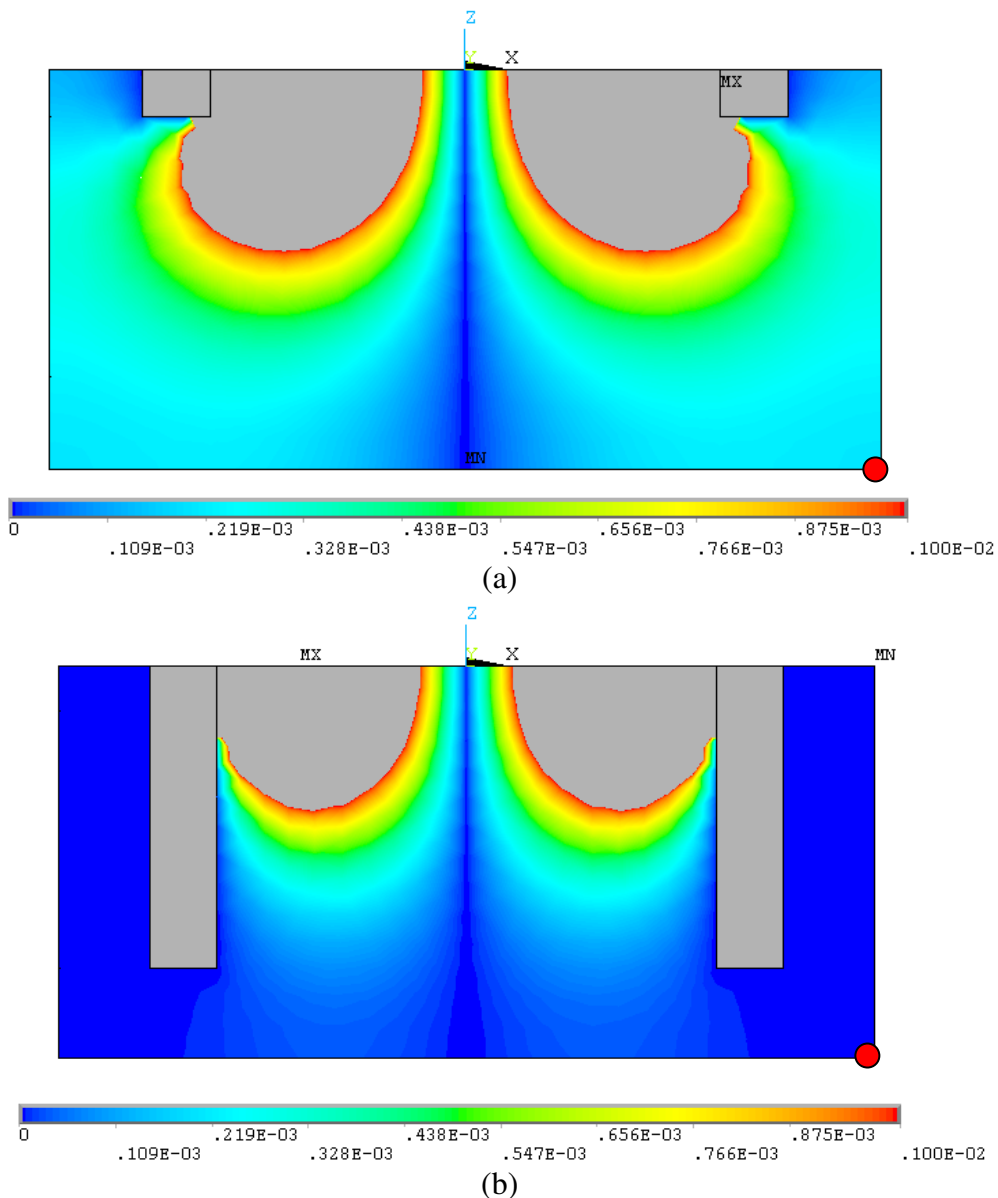 Z
Y X
MX
MN
0 .219E-03 .438E-03 .656E-03 .875E-03
.109E-03 .328E-03 .547E-03 .766E-03 .100E-02
(a)
Z
MX Y X MN
0 .219E-03 .438E-03 .656E-03 .875E-03
.109E-03 .328E-03 .547E-03 .766E-03 .100E-02
(b)